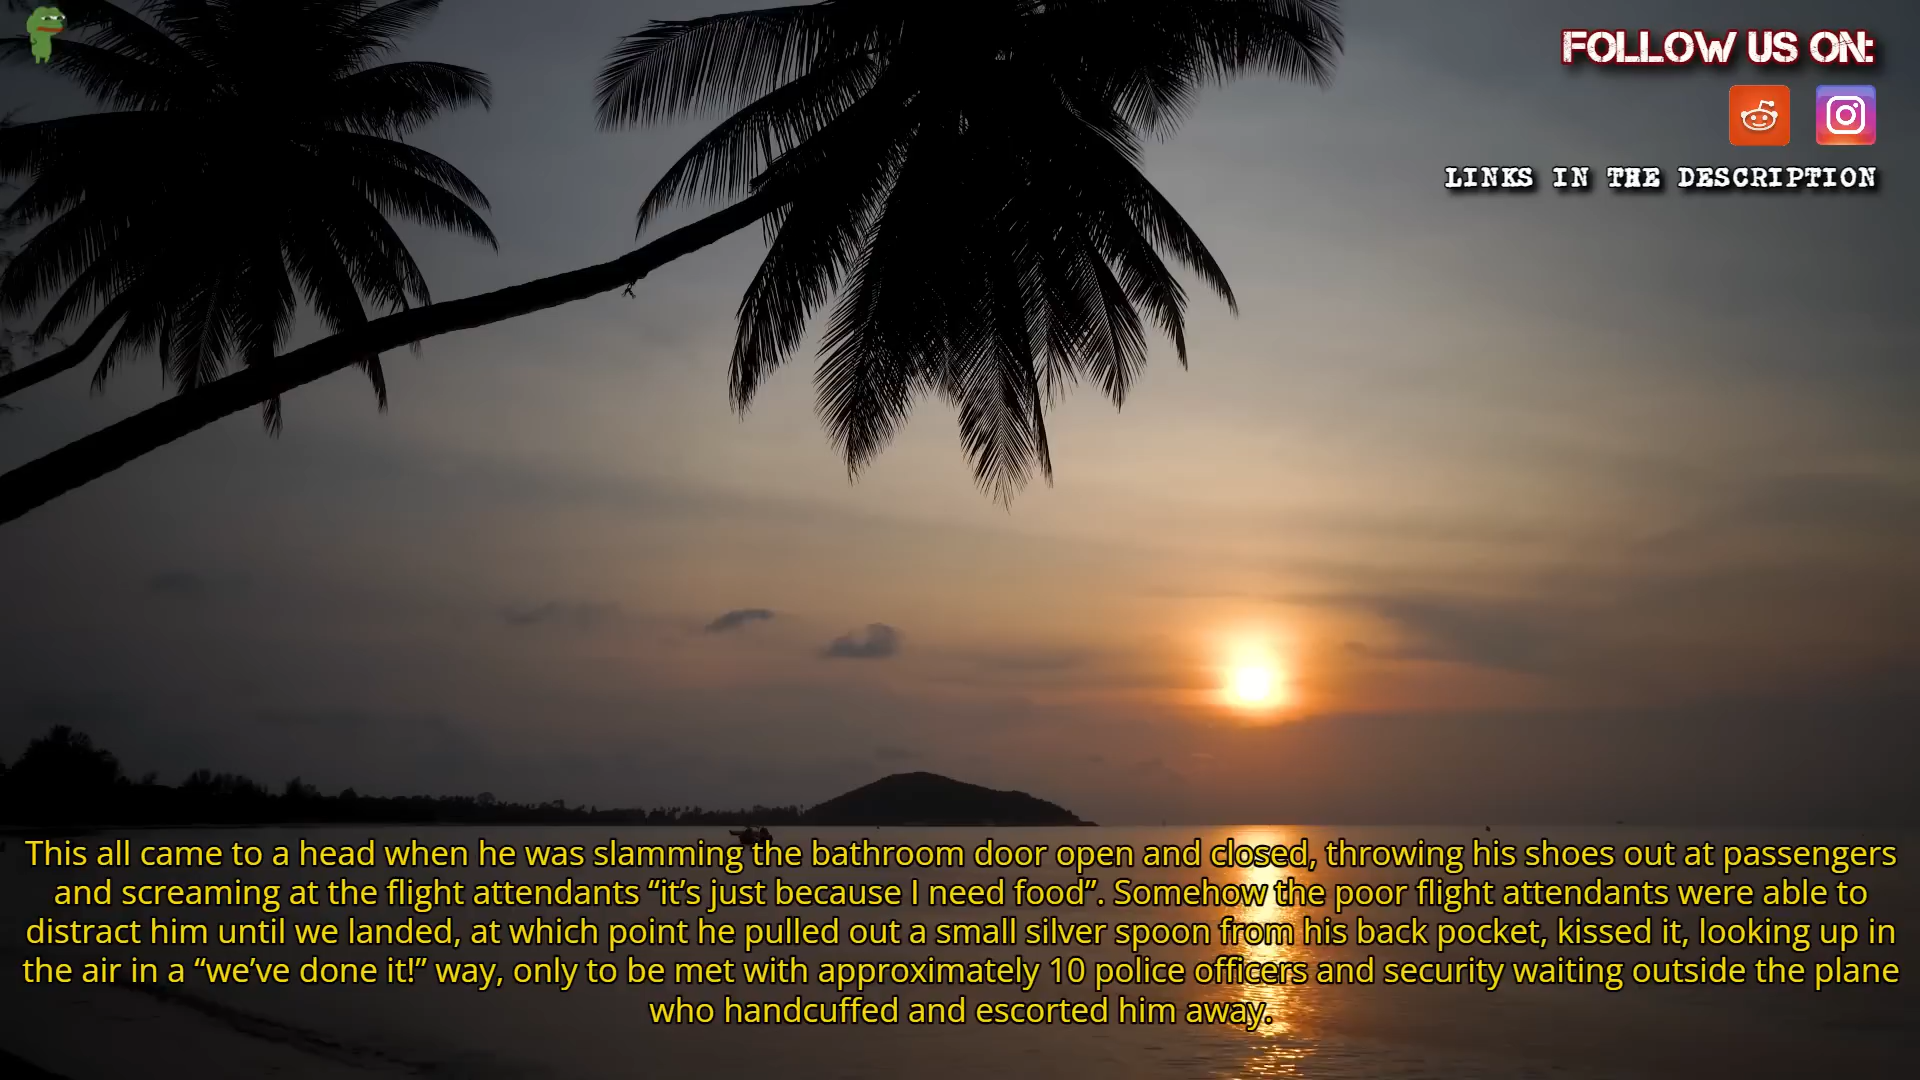 FOLLOW US ON:
LINKS IN THE DESCRIPTION
This all came to a head when he was slamming the bathroom door open and closed, throwing his shoes out at passengers
and screaming at the flight attendants “it’s just because I need food”. Somehow the poor flight attendants were able to
distract him until we landed, at which point he pulled out a small silver spoon from his back pocket, kissed it, looking up in
the air in a “we’ve done it!” way, only to be met with approximately 10 police officers and security waiting outside the plane
who handcuffed and escorted him away.